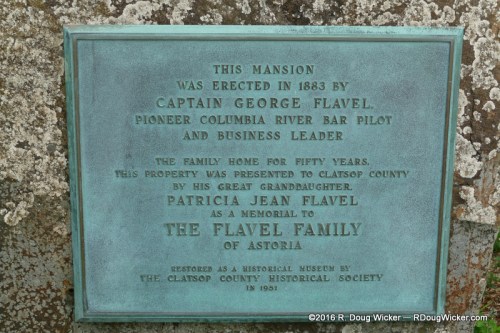 THIS MANSION
WAS ERECTED IN 1883 BY
CAPTAIN GEORGE FLAVEL,
PIONEER COLUMBIA RIVER BAR PILOT
AND BUSINESS LEADER
THE FAMILY HOME FOR FIFTY YEARS.
THIS PROPERTY WAS PRESENTED TO CLATSOP COUNTY
BY HIS GREAT GRANDDAUGHTER,
PATRICIA JEAN FLAVEL
AS A MEMORIAL TO
THE FLAVEL FAMILY
OF ASTORIA
RESTORED AS A HISTORICAL MUSEUM BY
THE CLATSOP COUNTY HISTORICAL SOCIETY
IN 1951
©2016 R. Doug Wicker — RDougWicker.com